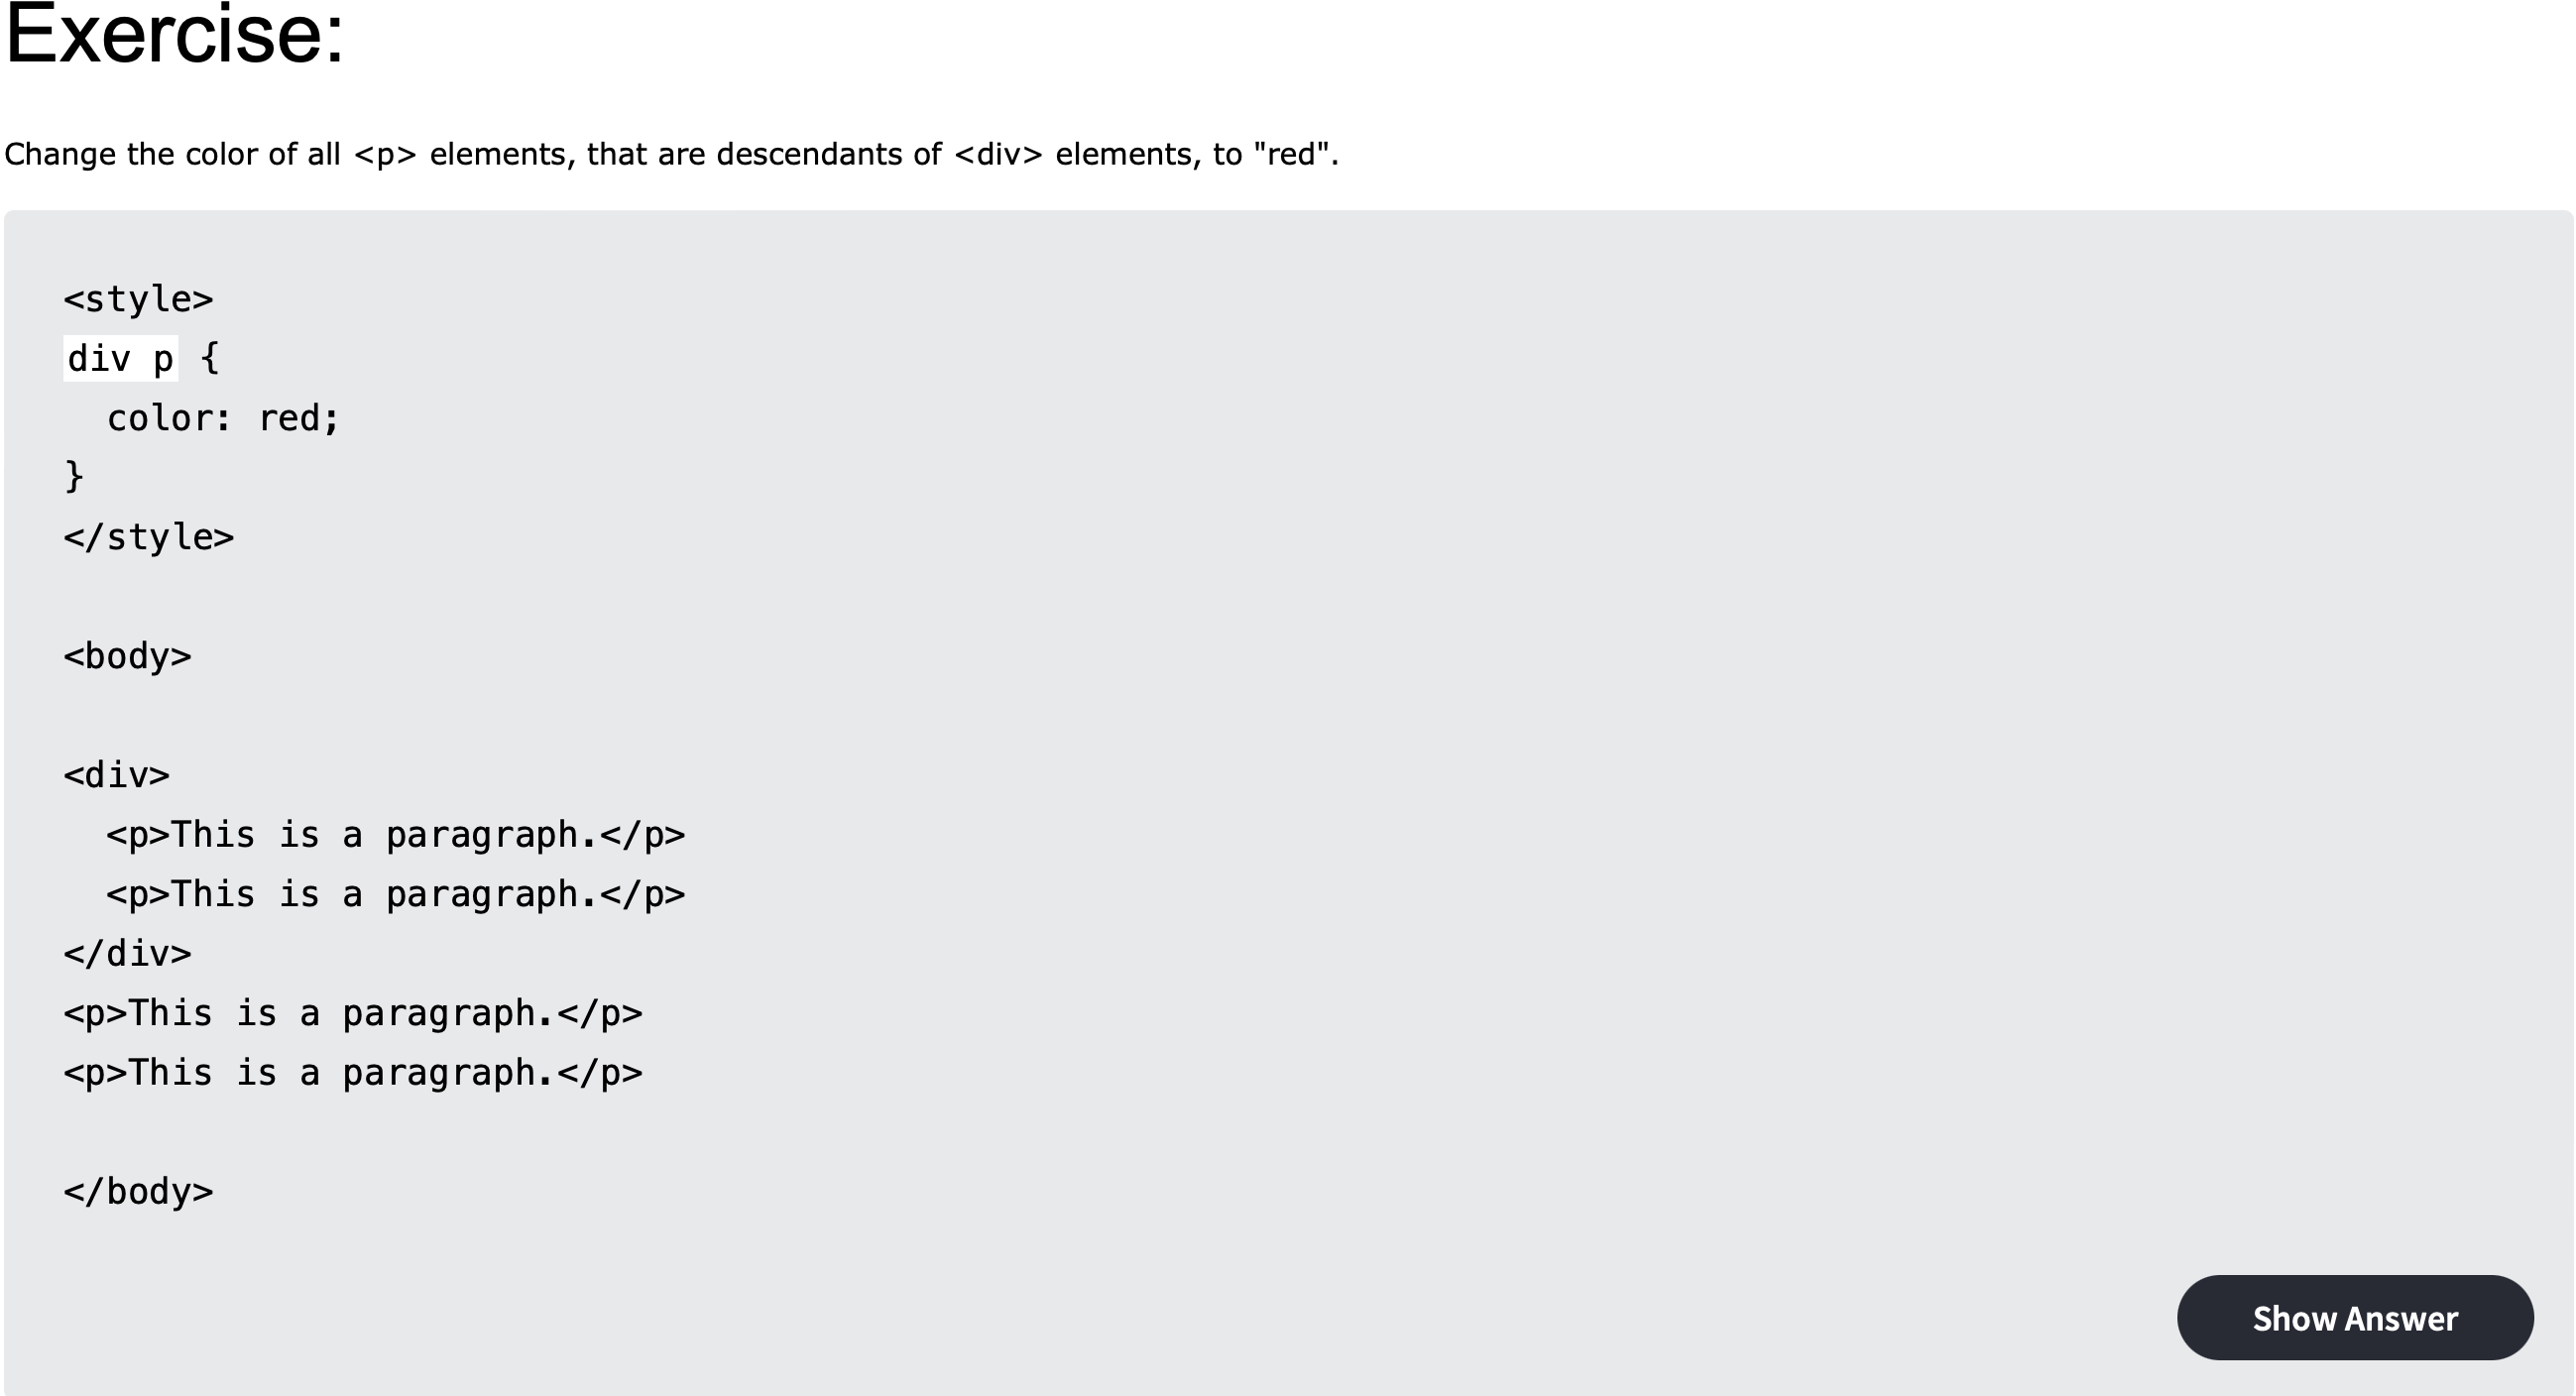 Exercise:
Change the color of all <p> elements, that are descendants of <div> elements, to "red".
<style>
div p {
  color: red;
}
</style>
<body>
<div>
  <p>This is a paragraph.</p>
  <p>This is a paragraph.</p>
</div>
<p>This is a paragraph.</p>
<p>This is a paragraph.</p>
</body>
Show Answer